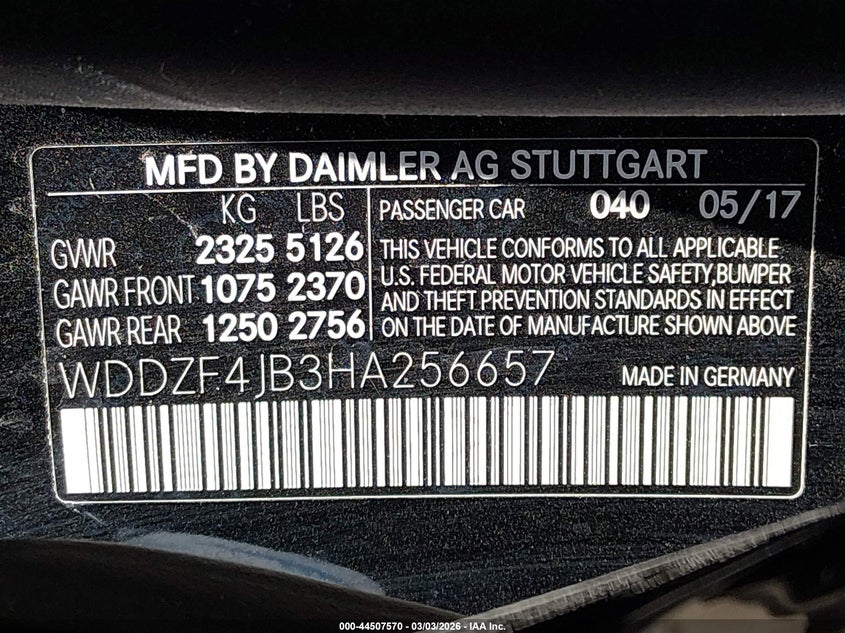 MFD BY DAIMLER AG STUTTGART
KG LBS
GVWR 2325 5126
GAWR FRONT 1075 2370
GAWR REAR 1250 2756
PASSENGER CAR 040 05/17
THIS VEHICLE CONFORMS TO ALL APPLICABLE
U.S. FEDERAL MOTOR VEHICLE SAFETY,BUMPER
AND THEFT PREVENTION STANDARDS IN EFFECT
ON THE DATE OF MANUFACTURE SHOWN ABOVE
WDDZF4JB3HA256657
MADE IN GERMANY
000-44507570 - 03/03/2026 - IAA Inc.